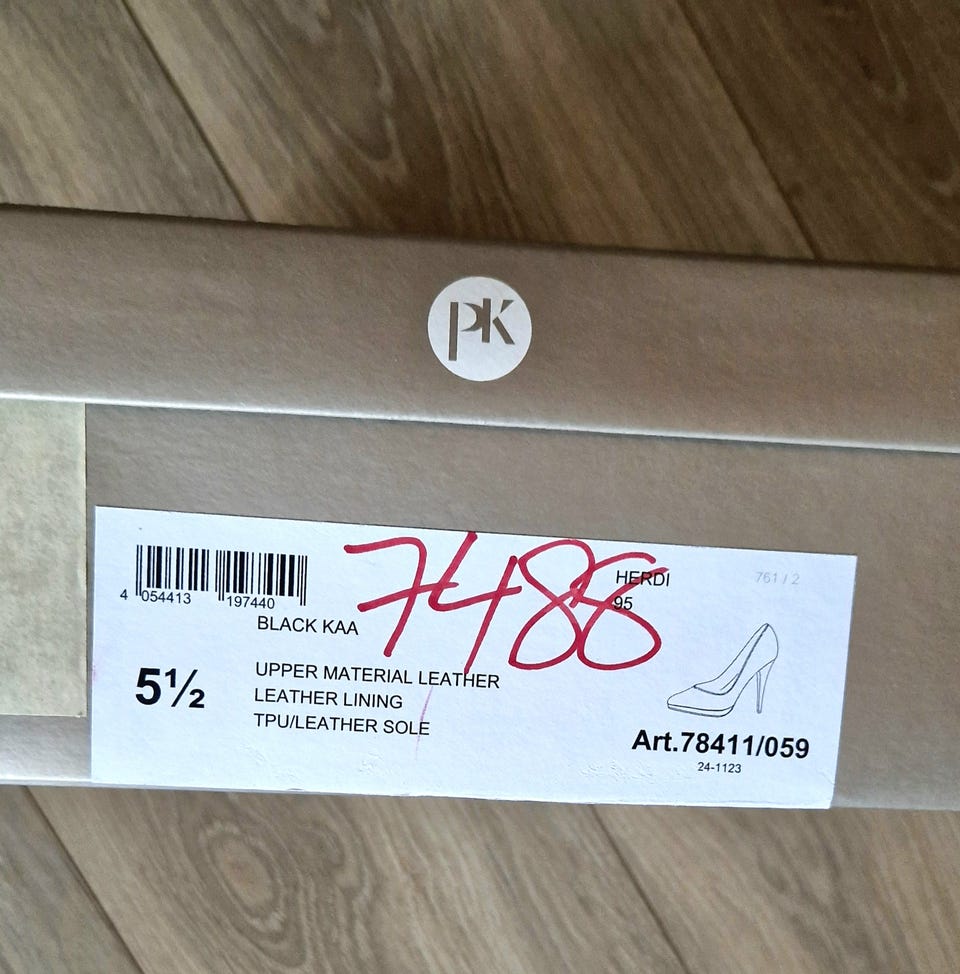 PK
7488
HERDI
761 / 2
95
4 054413 197440
BLACK KAA
5½
UPPER MATERIAL LEATHER
LEATHER LINING
TPU/LEATHER SOLE
Art.78411/059
24-1123